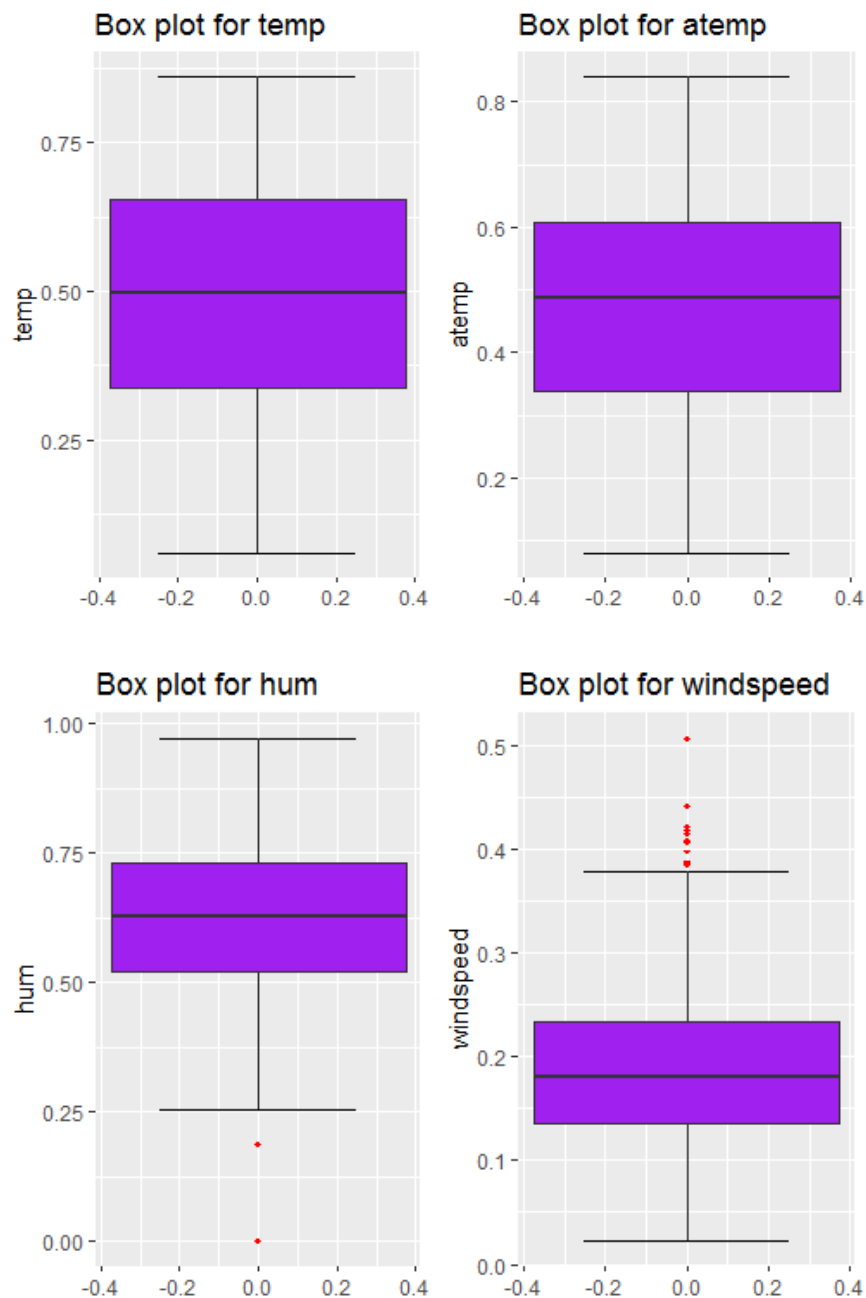 Box plot for temp
temp
0.75
0.50
0.25
-0.4 -0.2 0.0 0.2 0.4
Box plot for atemp
atemp
0.8
0.6
0.4
0.2
-0.4 -0.2 0.0 0.2 0.4
Box plot for hum
hum
1.00
0.75
0.50
0.25
0.00
-0.4 -0.2 0.0 0.2 0.4
Box plot for windspeed
windspeed
0.5
0.4
0.3
0.2
0.1
0.0
-0.4 -0.2 0.0 0.2 0.4